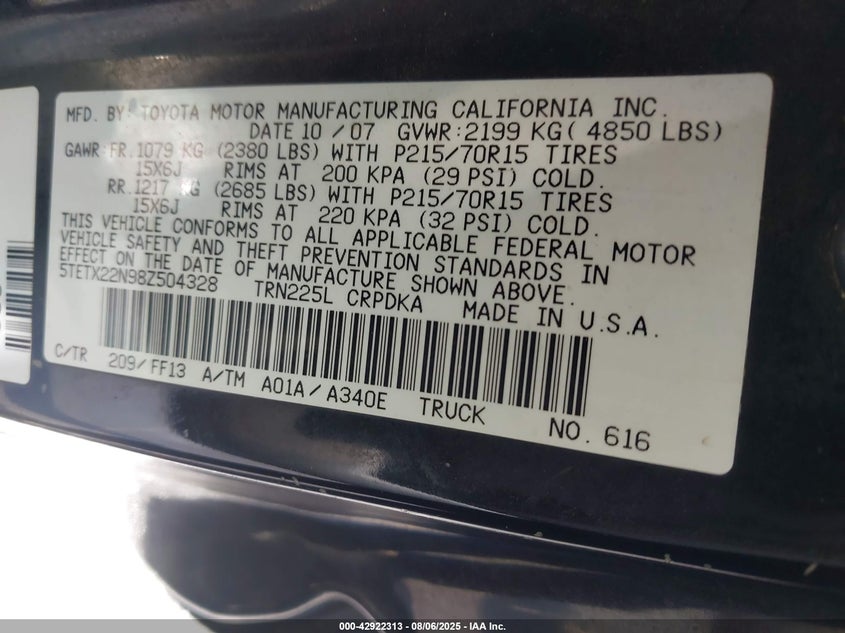 MFD. BY: TOYOTA MOTOR MANUFACTURING CALIFORNIA INC.
DATE 10 / 07 GVWR:2199 KG( 4850 LBS)
GAWR:FR.1079 KG (2380 LBS) WITH P215/70R15 TIRES
15X6J RIMS AT 200 KPA (29 PSI) COLD.
RR.1217 KG (2685 LBS) WITH P215/70R15 TIRES
15X6J RIMS AT 220 KPA (32 PSI) COLD.
THIS VEHICLE CONFORMS TO ALL APPLICABLE FEDERAL MOTOR
VEHICLE SAFETY AND THEFT PREVENTION STANDARDS IN
EFFECT ON THE DATE OF MANUFACTURE SHOWN ABOVE.
5TETX22N98Z504328 TRN225L CRPDKA MADE IN U.S.A.
C/TR 209/FF13 A/TM A01A/A340E TRUCK NO. 616
000-42922313 - 08/06/2025 - IAA Inc.